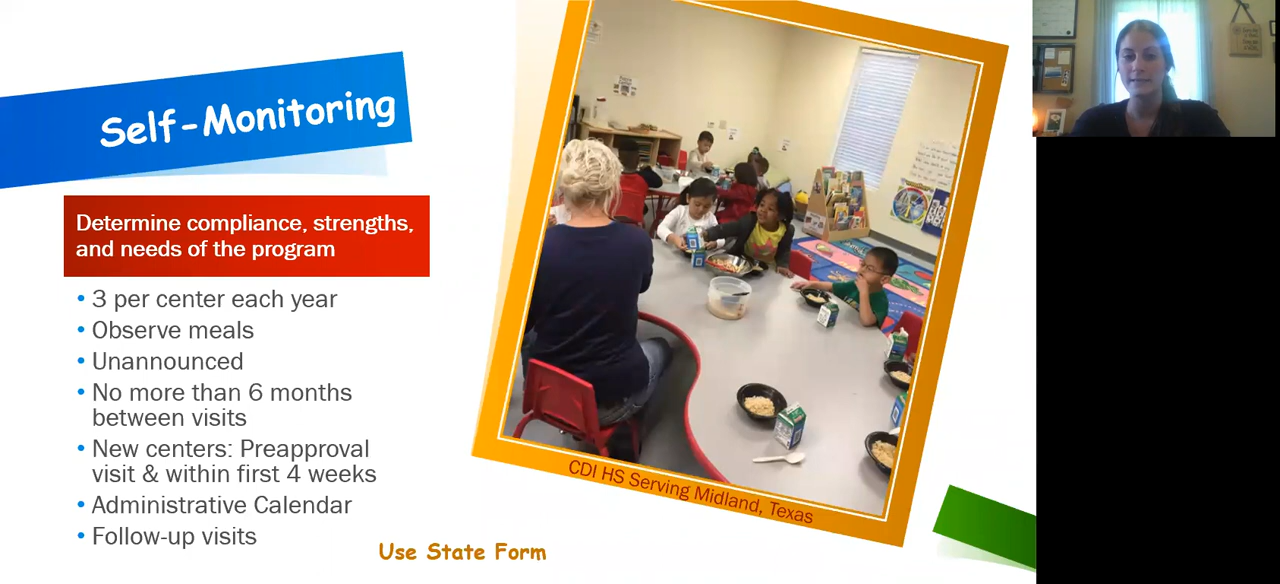 Self-Monitoring
Determine compliance, strengths,
and needs of the program
• 3 per center each year
• Observe meals
• Unannounced
• No more than 6 months
between visits
• New centers: Preapproval
visit & within first 4 weeks
• Administrative Calendar
• Follow-up visits
Use State Form
CDI HS Serving Midland, Texas